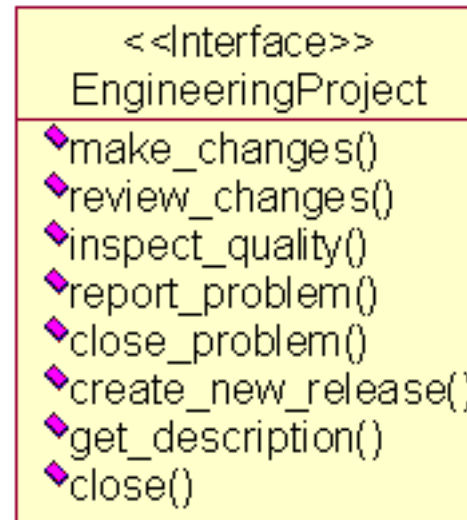 <<Interface>>
EngineeringProject
make_changes()
review_changes()
inspect_quality()
report_problem()
close_problem()
create_new_release()
get_description()
close()